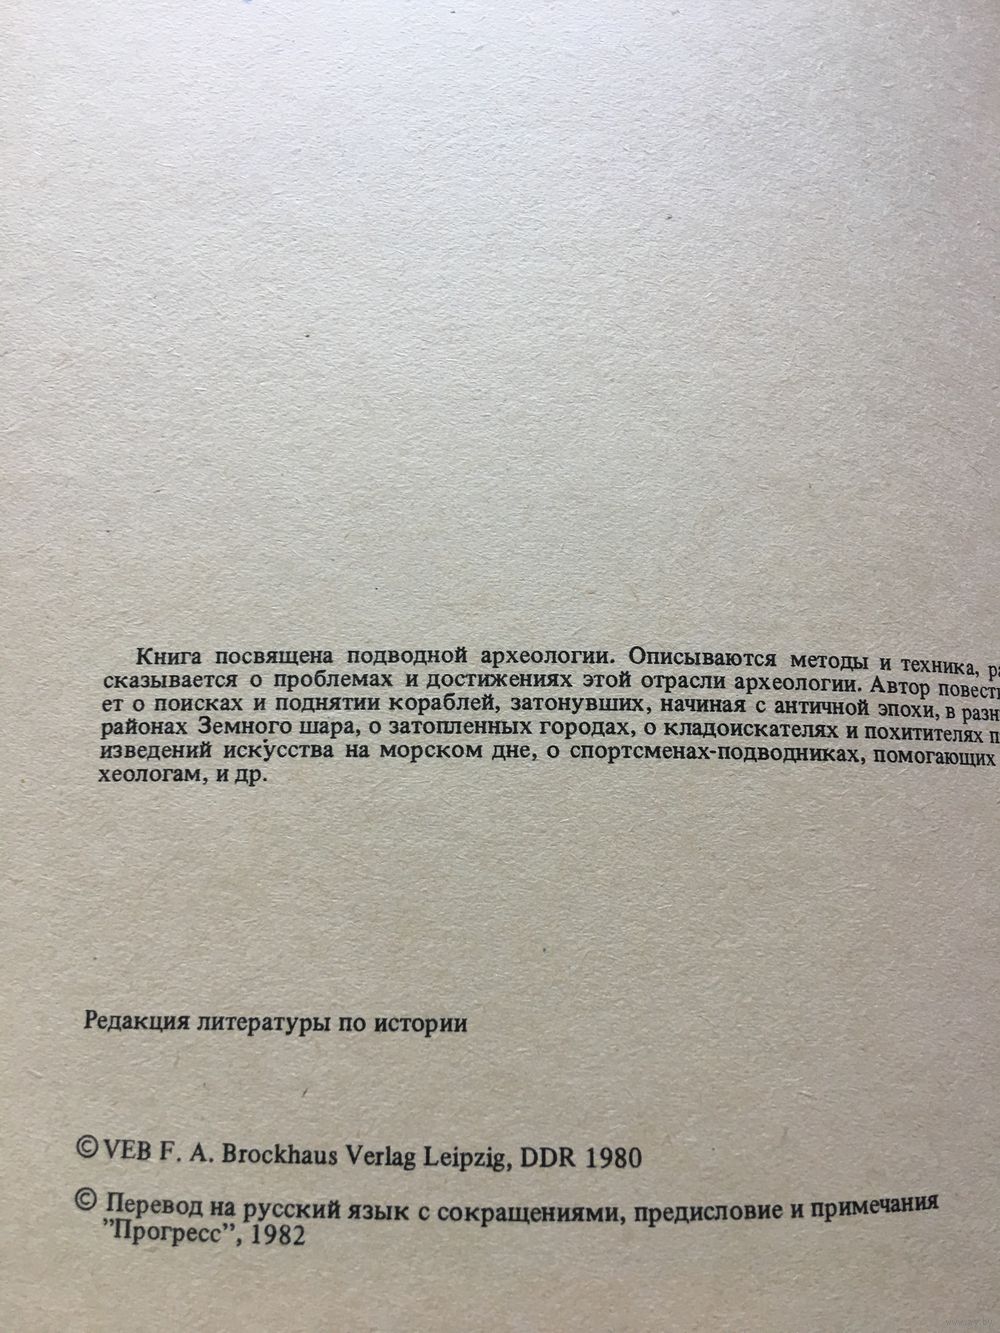 Книга посвящена подводной археологии. Описываются методы и техника, ра
сказывается о проблемах и достижениях этой отрасли археологии. Автор повеств
ет о поисках и поднятии кораблей, затонувших, начиная с античной эпохи, в разн
районах Земного шара, о затопленных городах, о кладоискателях и похитителях п
изведений искусства на морском дне, о спортсменах-подводниках, помогающих
хеологам, и др.
Редакция литературы по истории
© VEB F. A. Brockhaus Verlag Leipzig, DDR 1980
© Перевод на русский язык с сокращениями, предисловие и примечания
"Прогресс", 1982